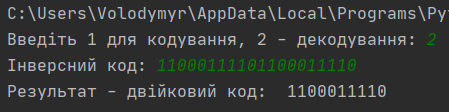 C:\Users\Volodymyr\AppData\Local\Programs\Py
Введіть 1 для кодування, 2 - декодування: 2
Інверсний код: 11000111101100011110
Результат - двійковий код:  1100011110